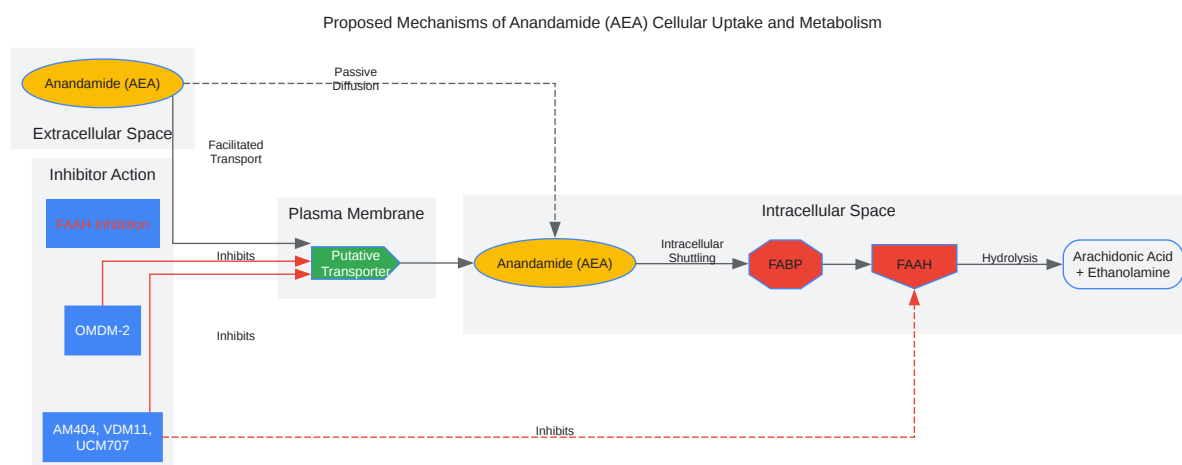 Proposed Mechanisms of Anandamide (AEA) Cellular Uptake and Metabolism
Anandamide (AEA)
Extracellular Space
Passive
Diffusion
Facilitated
Transport
Inhibitor Action
FAAH Inhibition
Inhibits
OMDM-2
Inhibits
AM404, VDM11,
UCM707
Inhibits
Plasma Membrane
Putative
Transporter
Intracellular Space
Anandamide (AEA)
Intracellular
Shuttling
FABP
FAAH
Hydrolysis
Arachidonic Acid
+ Ethanolamine